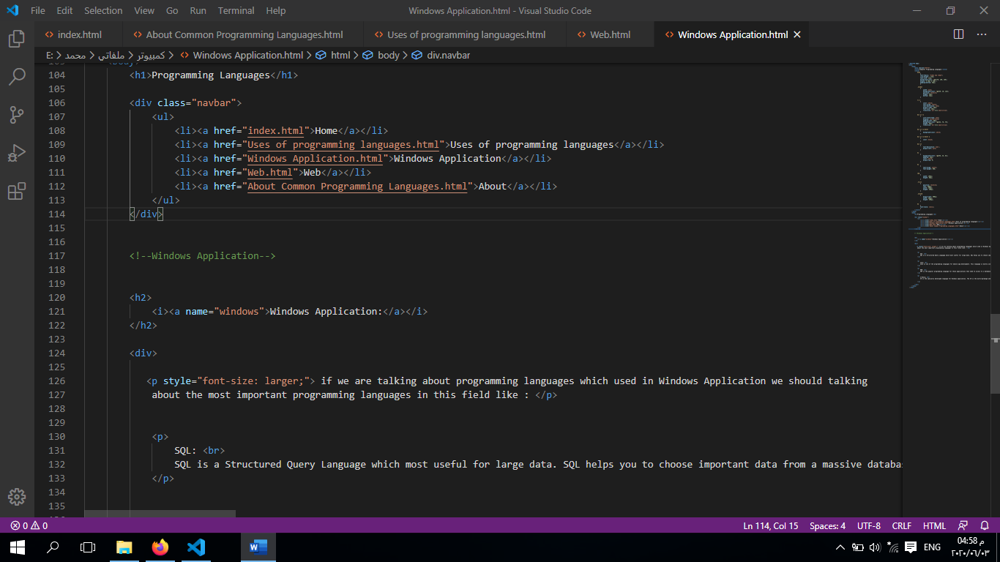 File Edit Selection View Go Run Terminal Help Windows Application.html - Visual Studio Code
index.html About Common Programming Languages.html Uses of programming languages.html Web.html Windows Application.html
E: > محمد > ملفاتي > كمبيوتر > Windows Application.html > html > body > div.navbar
103 <body>
104 <h1>Programming Languages</h1>
105
106 <div class="navbar">
107 <ul>
108 <li><a href="index.html">Home</a></li>
109 <li><a href="Uses of programming languages.html">Uses of programming languages</a></li>
110 <li><a href="Windows Application.html">Windows Application</a></li>
111 <li><a href="Web.html">Web</a></li>
112 <li><a href="About Common Programming Languages.html">About</a></li>
113 </ul>
114 </div>
115
116
117 <!--Windows Application-->
118
119
120 <h2>
121 <i><a name="windows">Windows Application:</a></i>
122 </h2>
123
124 <div>
125
126 <p style="font-size: larger;"> if we are talking about programming languages which used in Windows Application we should talking
127 about the most important programming languages in this field like : </p>
128
129
130 <p>
131 SQL: <br>
132 SQL is a Structured Query Language which most useful for large data. SQL helps you to choose important data from a massive databa
133 </p>
134
135
0 0 Ln 114, Col 15 Spaces: 4 UTF-8 CRLF HTML
ENG 04:58 م
٢٠٢٠/٠٦/٠٣